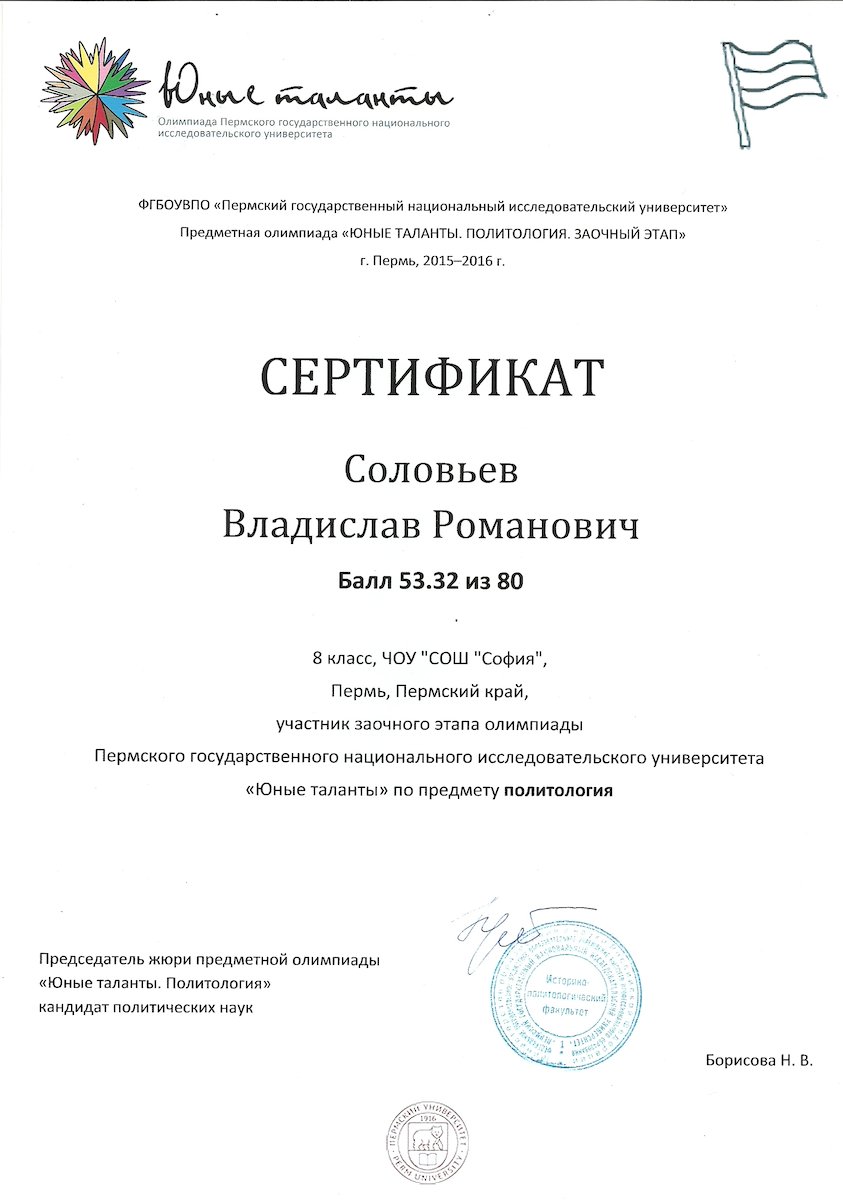 Юные таланты
Олимпиада Пермского государственного национального
исследовательского университета
ФГБОУВПО «Пермский государственный национальный исследовательский университет»
Предметная олимпиада «ЮНЫЕ ТАЛАНТЫ. ПОЛИТОЛОГИЯ. ЗАОЧНЫЙ ЭТАП»
г. Пермь, 2015–2016 г.
СЕРТИФИКАТ
Соловьев
Владислав Романович
Балл 53.32 из 80
8 класс, ЧОУ "СОШ "София",
Пермь, Пермский край,
участник заочного этапа олимпиады
Пермского государственного национального исследовательского университета
«Юные таланты» по предмету политология
Председатель жюри предметной олимпиады
«Юные таланты. Политология»
кандидат политических наук
Историко-
политологический
факультет
Борисова Н. В.
ПЕРМСКИЙ УНИВЕРСИТЕТ
1916
PERM UNIVERSITY